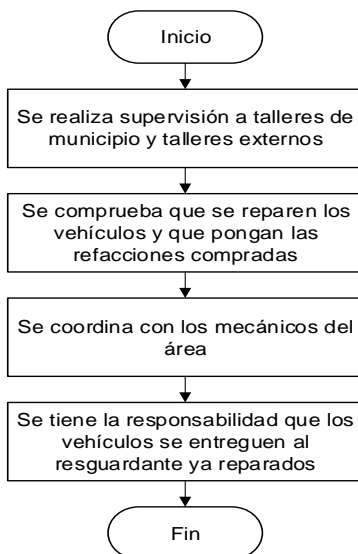 Inicio
Se realiza supervisión a talleres de
municipio y talleres externos
Se comprueba que se reparen los
vehículos y que pongan las
refacciones compradas
Se coordina con los mecánicos del
área
Se tiene la responsabilidad que los
vehículos se entreguen al
resguardante ya reparados
Fin